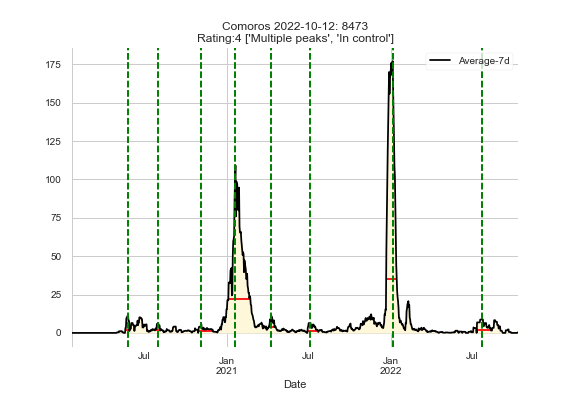 Comoros 2022-10-12: 8473
Rating:4 ['Multiple peaks', 'In control']
Average-7d
175
150
125
100
75
50
25
0
Jul
Jan
2021
Jul
Jan
2022
Jul
Date